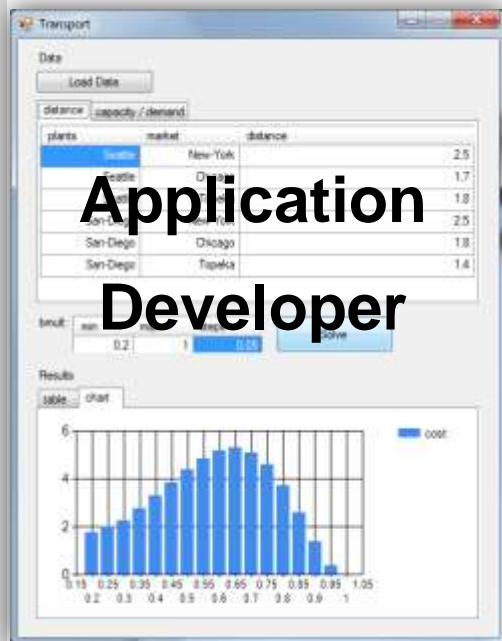 Transport
Data
Load Data
distance capacity / demand
plants market distance
Seattle New-York 2.5
Seattle 1.7
1.8
San-Diego 2.5
San-Diego Chicago 1.8
San-Diego Topeka 1.4
Application
Developer
bmult
0.2 1
Solve
Results
table chart
6
4
2
0
cost
0.15 0.25 0.35 0.45 0.55 0.65 0.75 0.85 0.95 1.05
0.2 0.3 0.4 0.5 0.6 0.7 0.8 0.9 1